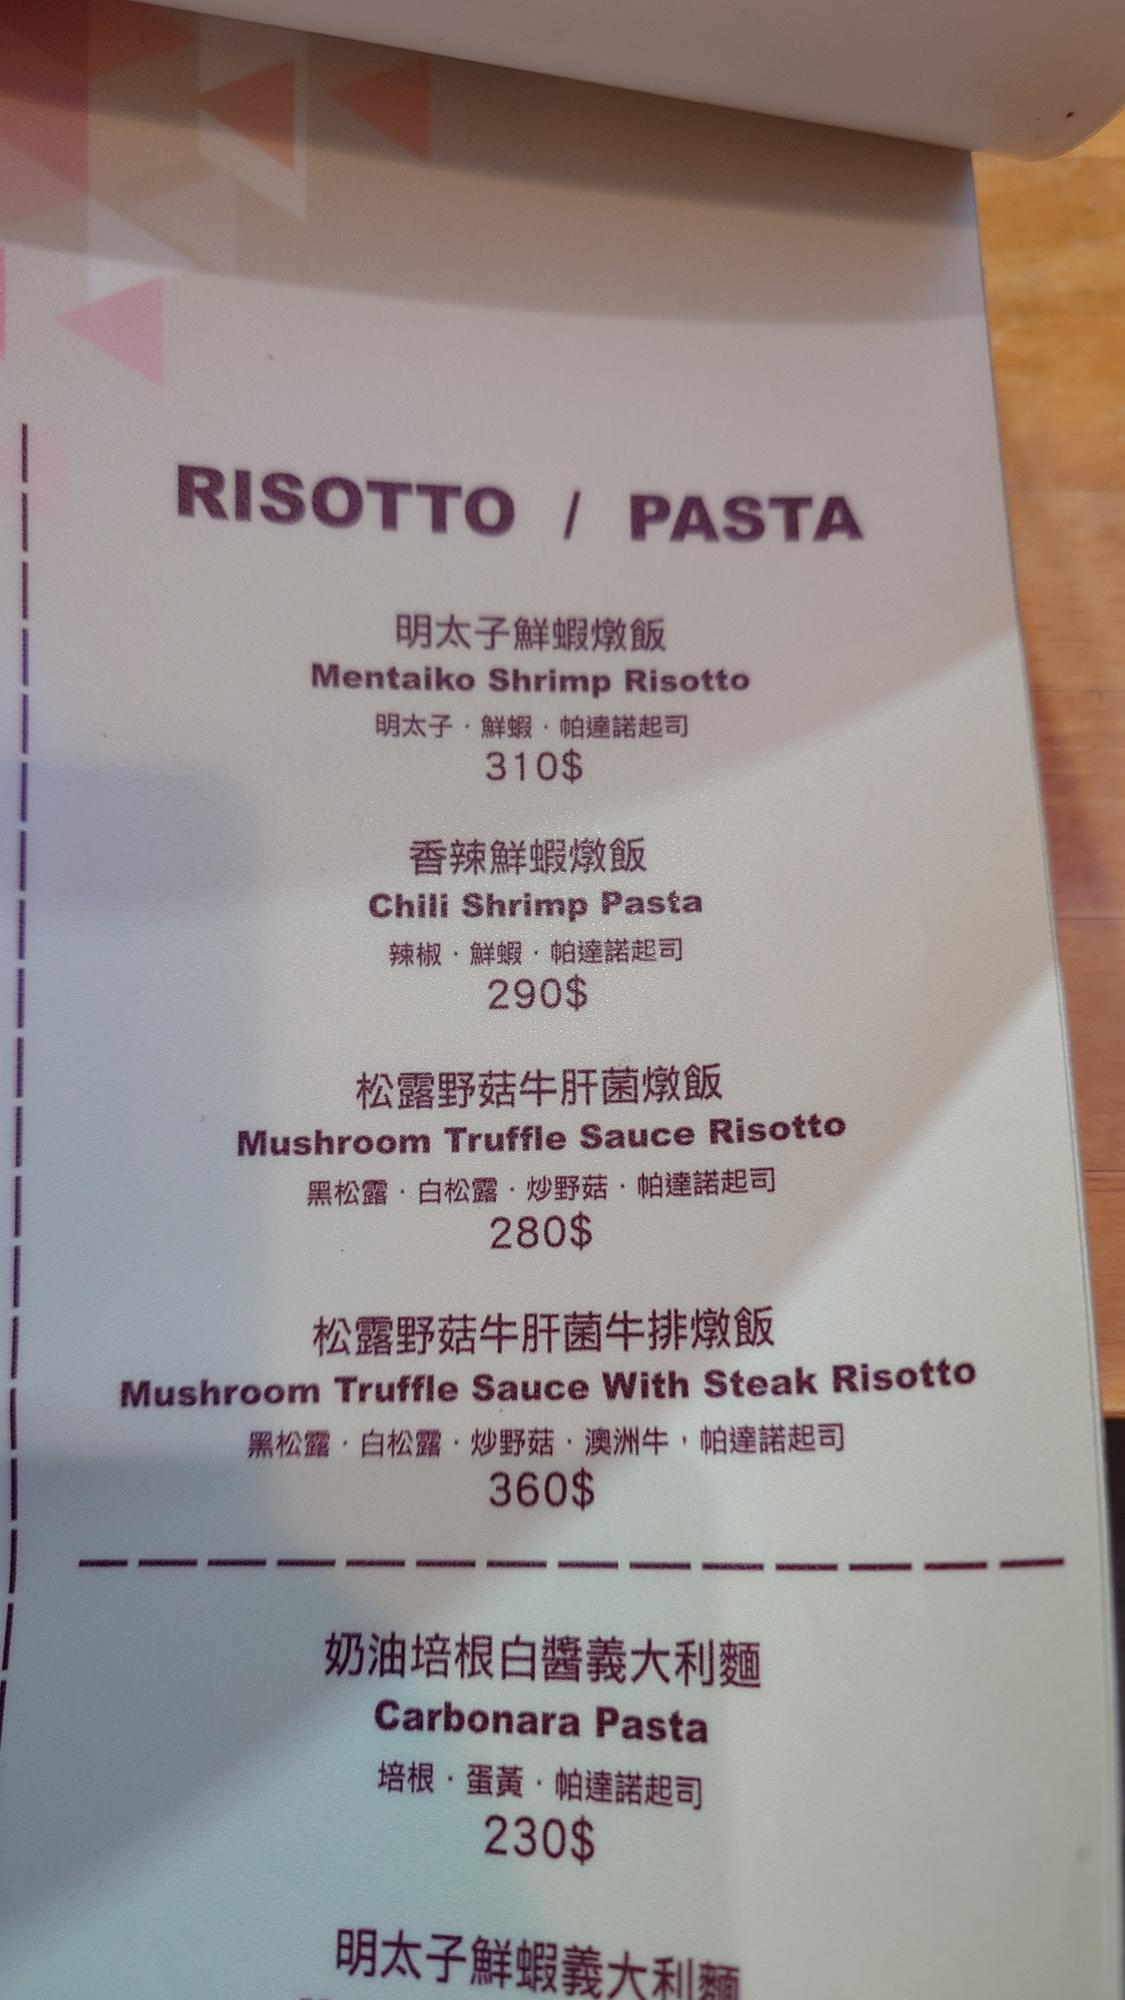 RISOTTO / PASTA
明太子鮮蝦燉飯
Mentaiko Shrimp Risotto
明太子·鮮蝦·帕達諾起司
310$
香辣鮮蝦燉飯
Chili Shrimp Pasta
辣椒·鮮蝦·帕達諾起司
290$
松露野菇牛肝菌燉飯
Mushroom Truffle Sauce Risotto
黑松露·白松露·炒野菇·帕達諾起司
280$
松露野菇牛肝菌牛排燉飯
Mushroom Truffle Sauce With Steak Risotto
黑松露·白松露·炒野菇·澳洲牛,帕達諾起司
360$
奶油培根白醬義大利麵
Carbonara Pasta
培根·蛋黃·帕達諾起司
230$
明太子鮮蝦義大利麵